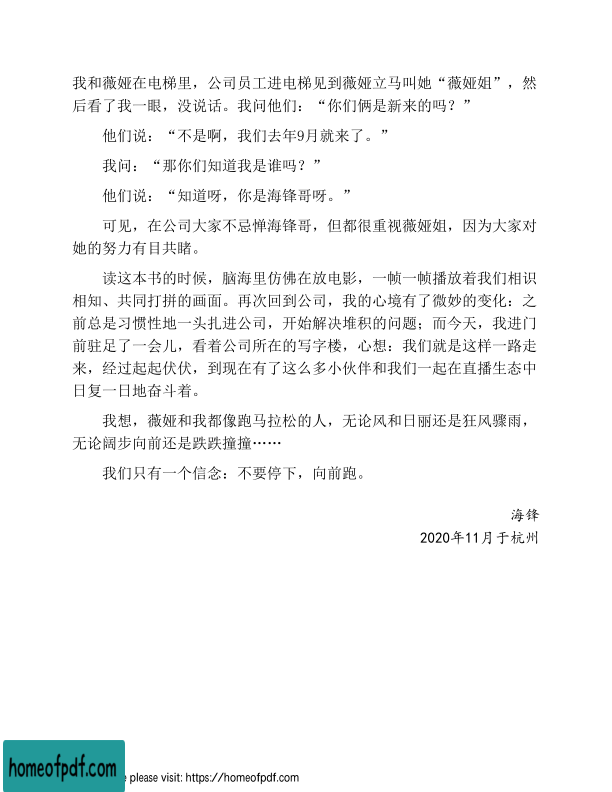 我和薇娅在电梯里，公司员工进电梯见到薇娅立马叫她“薇娅姐”，然
后看了我一眼，没说话。我问他们：“你们俩是新来的吗？”
他们说：“不是啊，我们去年9月就来了。”
我问：“那你们知道我是谁吗？”
他们说：“知道呀，你是海锋哥呀。”
可见，在公司大家不忌惮海锋哥，但都很重视薇娅姐，因为大家对
她的努力有目共睹。
读这本书的时候，脑海里仿佛在放电影，一帧一帧播放着我们相识
相知、共同打拼的画面。再次回到公司，我的心境有了微妙的变化：之
前总是习惯性地一头扎进公司，开始解决堆积的问题；而今天，我进门
前驻足了一会儿，看着公司所在的写字楼，心想：我们就是这样一路走
来，经过起起伏伏，到现在有了这么多小伙伴和我们一起在直播生态中
日复一日地奋斗着。
我想，薇娅和我都像跑马拉松的人，无论风和日丽还是狂风骤雨，
无论阔步向前还是跌跌撞撞……
我们只有一个信念：不要停下，向前跑。
海锋
2020年11月于杭州
homeofpdf.com
e please visit: https://homeofpdf.com